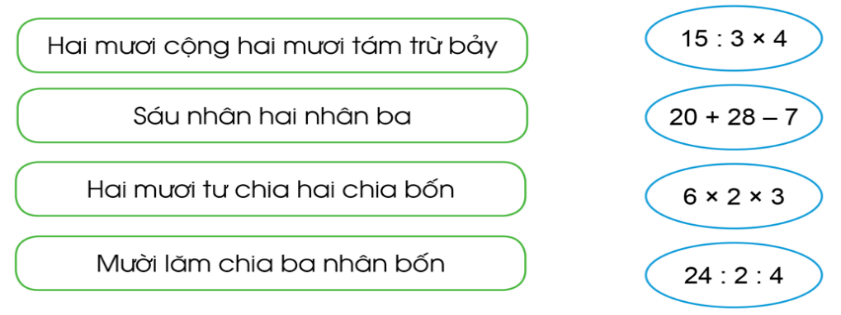 Hai mươi cộng hai mươi tám trừ bảy
15 : 3 × 4
Sáu nhân hai nhân ba
20 + 28 – 7
Hai mươi tư chia hai chia bốn
6 × 2 × 3
Mười lăm chia ba nhân bốn
24 : 2 : 4